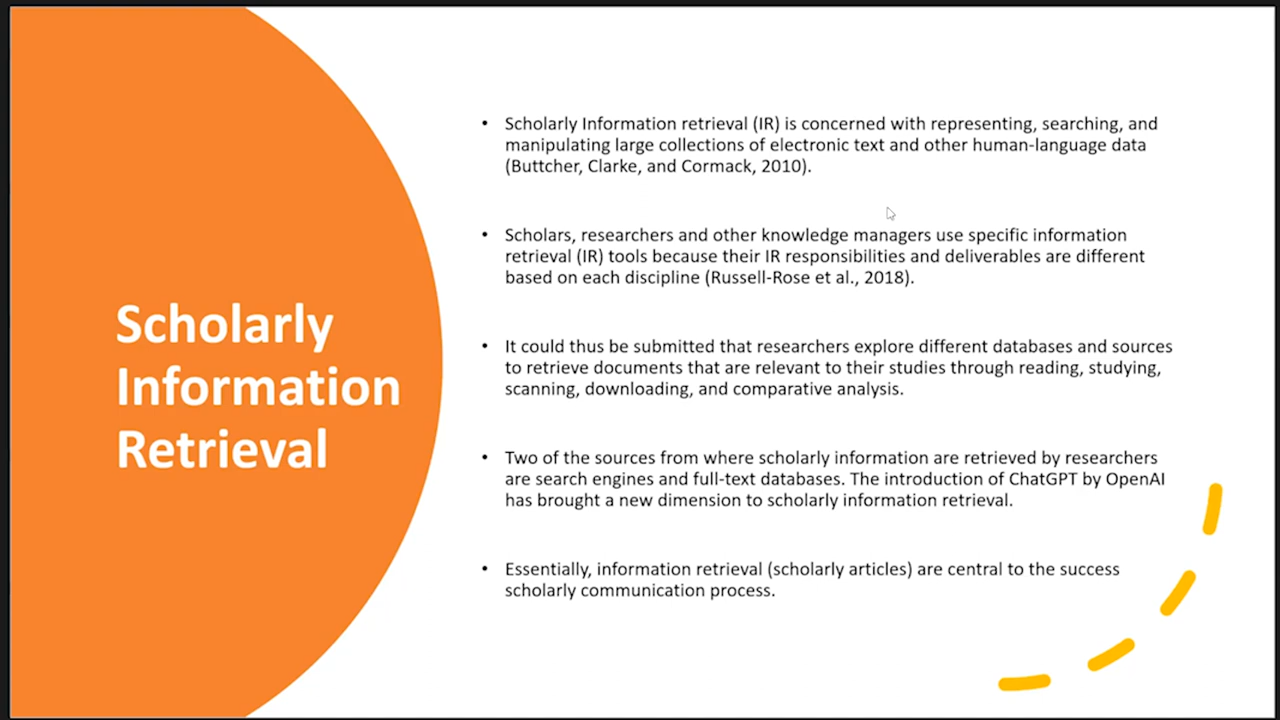 Scholarly
Information
Retrieval
• Scholarly Information retrieval (IR) is concerned with representing, searching, and
manipulating large collections of electronic text and other human-language data
(Buttcher, Clarke, and Cormack, 2010).
• Scholars, researchers and other knowledge managers use specific information
retrieval (IR) tools because their IR responsibilities and deliverables are different
based on each discipline (Russell-Rose et al., 2018).
• It could thus be submitted that researchers explore different databases and sources
to retrieve documents that are relevant to their studies through reading, studying,
scanning, downloading, and comparative analysis.
• Two of the sources from where scholarly information are retrieved by researchers
are search engines and full-text databases. The introduction of ChatGPT by OpenAI
has brought a new dimension to scholarly information retrieval.
• Essentially, information retrieval (scholarly articles) are central to the success
scholarly communication process.